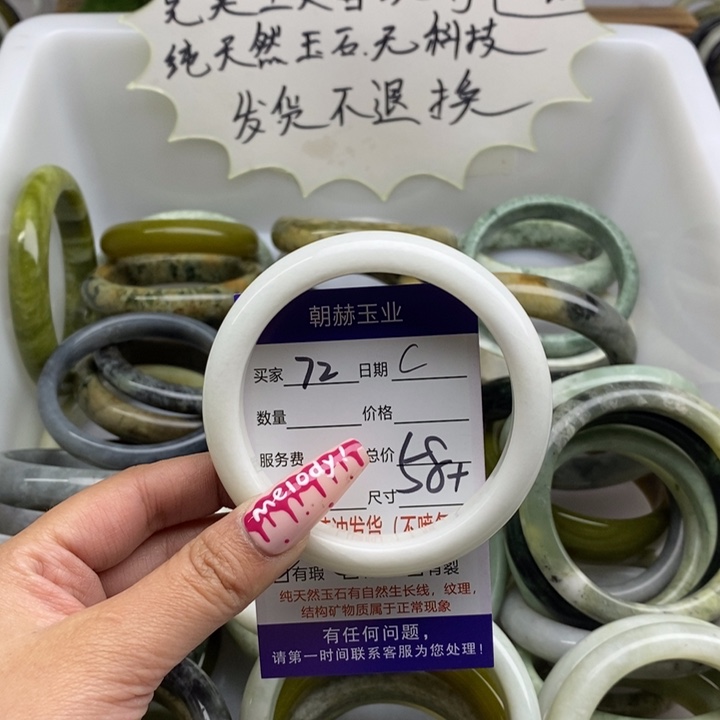 纯天然玉石.无科技
发货不退换
朝赫玉业
买家 72 日期 C
数量 价格
服务费 总价 68
尺寸 58+
发货
有瑕 有裂
纯天然玉石有自然生长线，纹理，
结构矿物质属于正常现象
有任何问题，
请第一时间联系客服为您处理！
melody!